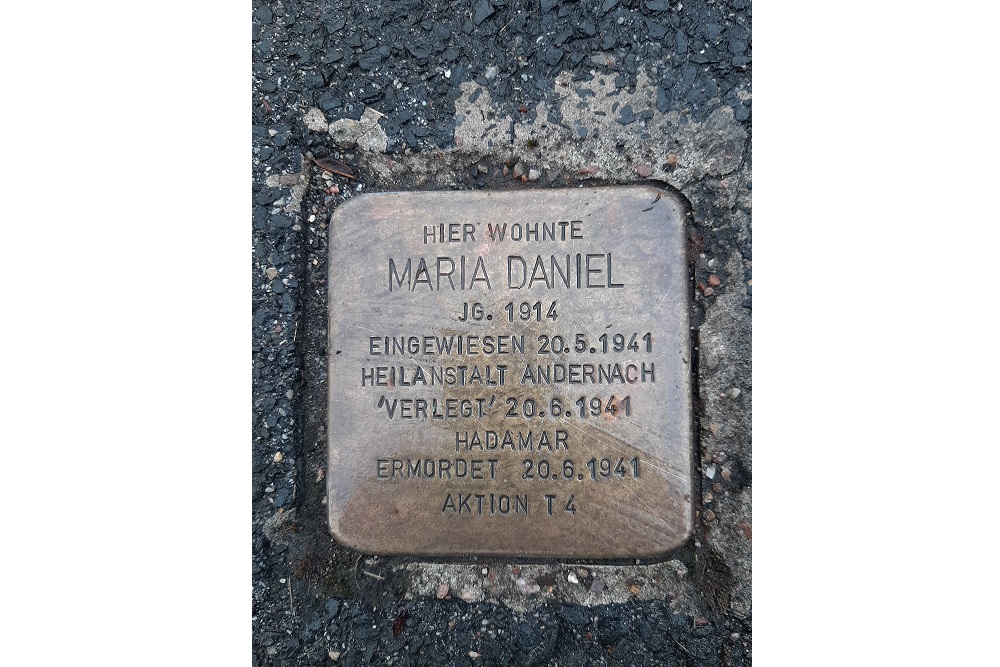 HIER WOHNTE
MARIA DANIEL
JG. 1914
EINGEWIESEN 20.5.1941
HEILANSTALT ANDERNACH
'VERLEGT' 20.6.1941
HADAMAR
ERMORDET 20.6.1941
AKTION T4